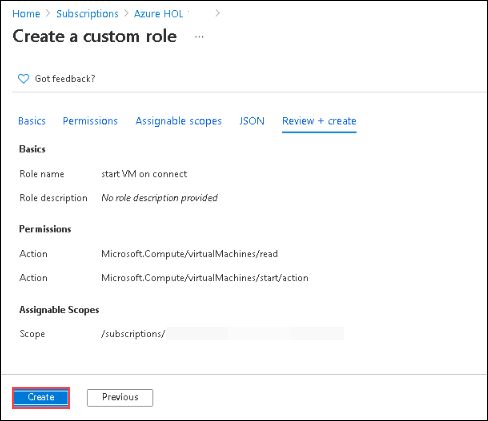 Home > Subscriptions > Azure HOL >
Create a custom role ...
Got feedback?
Basics Permissions Assignable scopes JSON Review + create
Basics
Role name start VM on connect
Role description No role description provided
Permissions
Action Microsoft.Compute/virtualMachines/read
Action Microsoft.Compute/virtualMachines/start/action
Assignable Scopes
Scope /subscriptions/
Create Previous